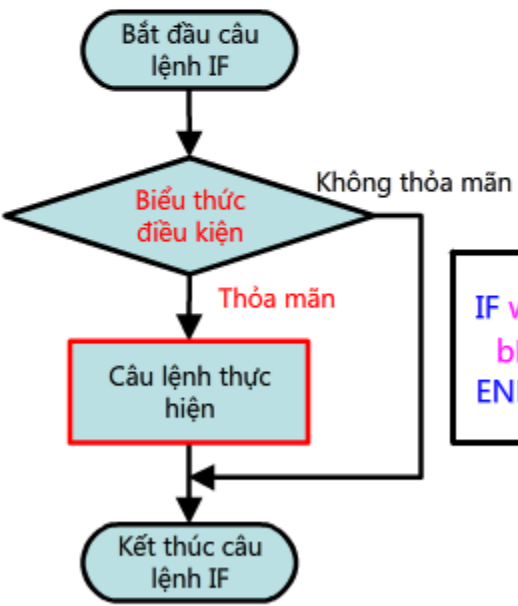 Bắt đầu câu
lệnh IF
Không thỏa mãn
Biểu thức
điều kiện
Thỏa mãn
IF
Câu lệnh thực
hiện
Kết thúc câu
lệnh IF